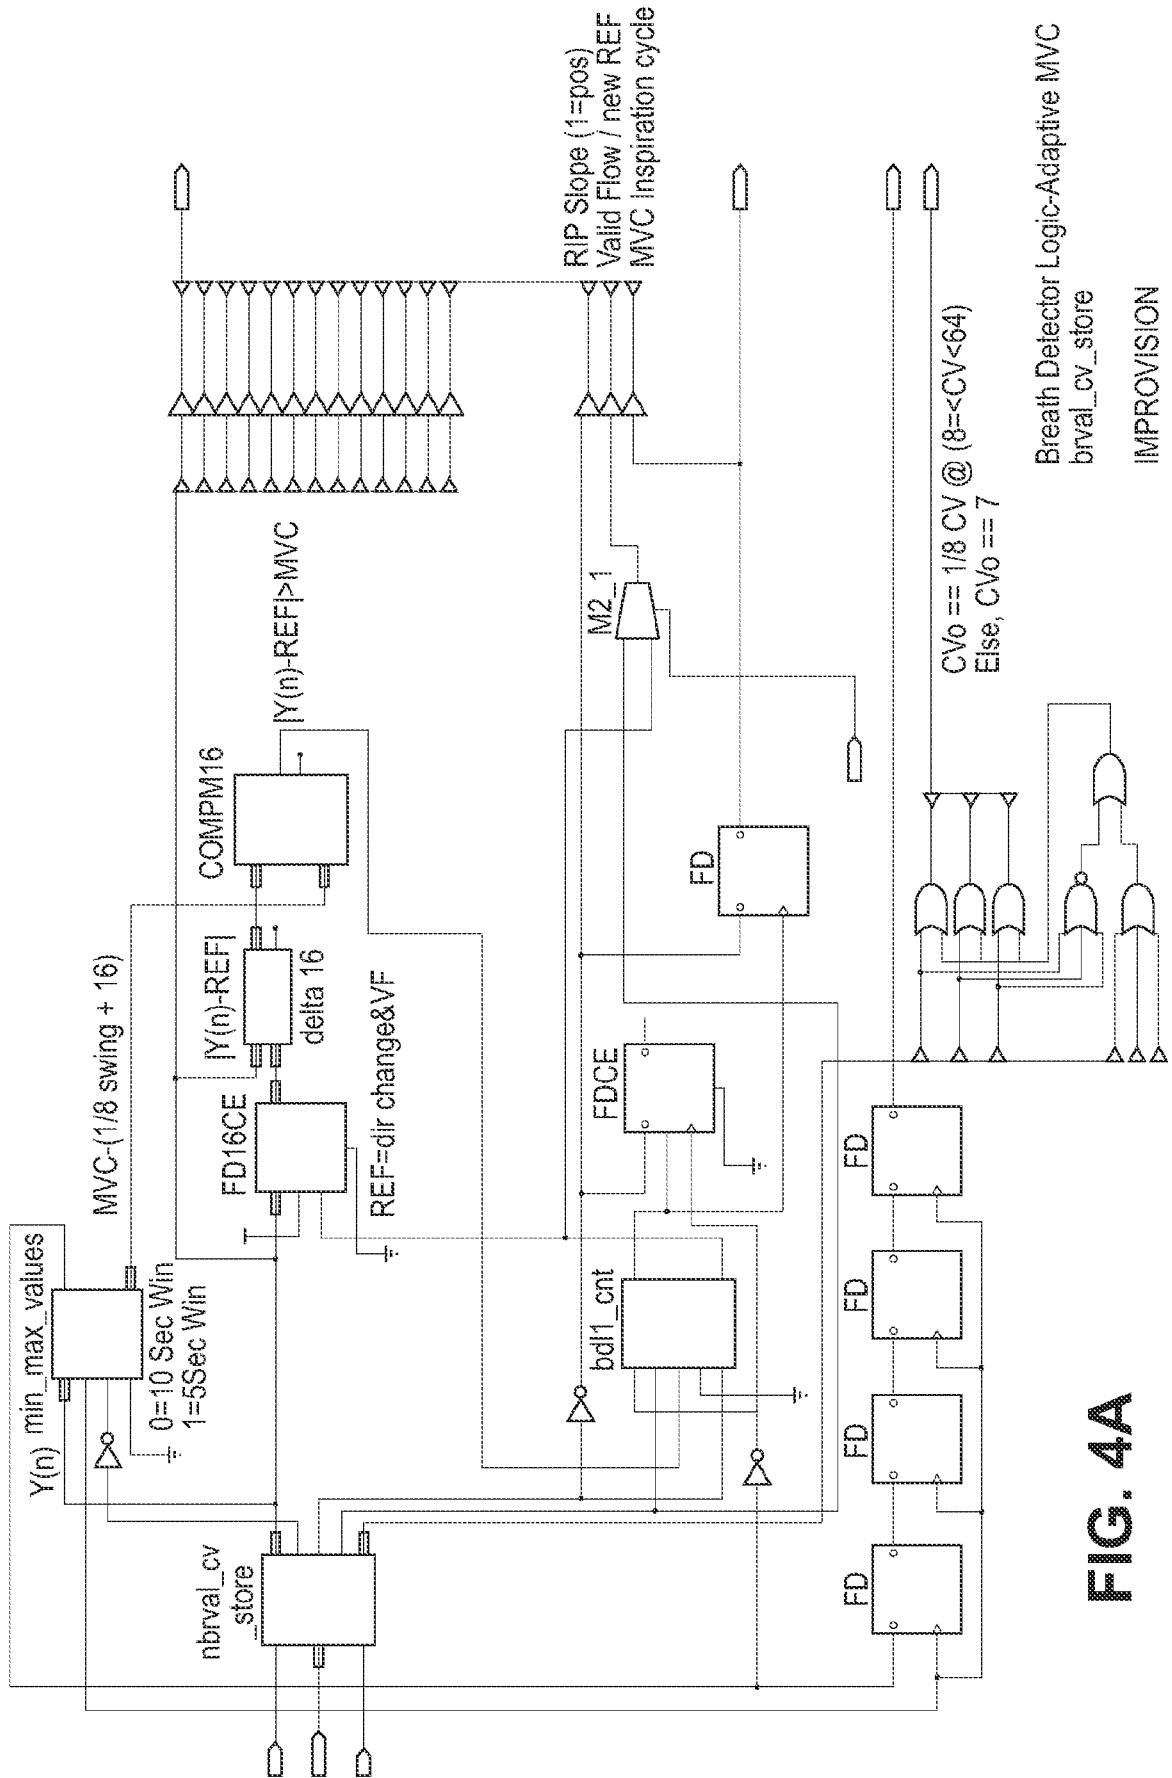 Y(n)
min_max_values
0=10 Sec Win
1=5Sec Win
MVC-(1/8 swing + 16)
nbrval_cv
_store
FD16CE
REF=dir change&VF
|Y(n)-REF|
delta 16
COMPM16
|Y(n)-REF|>MVC
bdl1_cnt
FDCE
FD
M2_1
RIP Slope (1=pos)
Valid Flow / new REF
MVC Inspiration cycle
FD
FD
FD
FD
CVo == 1/8 CV @ (8=<CV<64)
Else, CVo == 7
Breath Detector Logic-Adaptive MVC
brval_cv_store
IMPROVISION
FIG. 4A